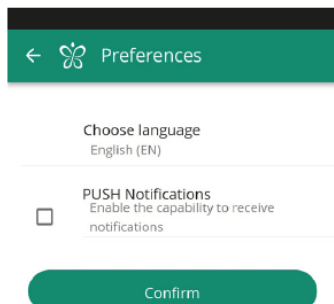 Preferences
Choose language
English (EN)
PUSH Notifications
Enable the capability to receive
notifications
Confirm